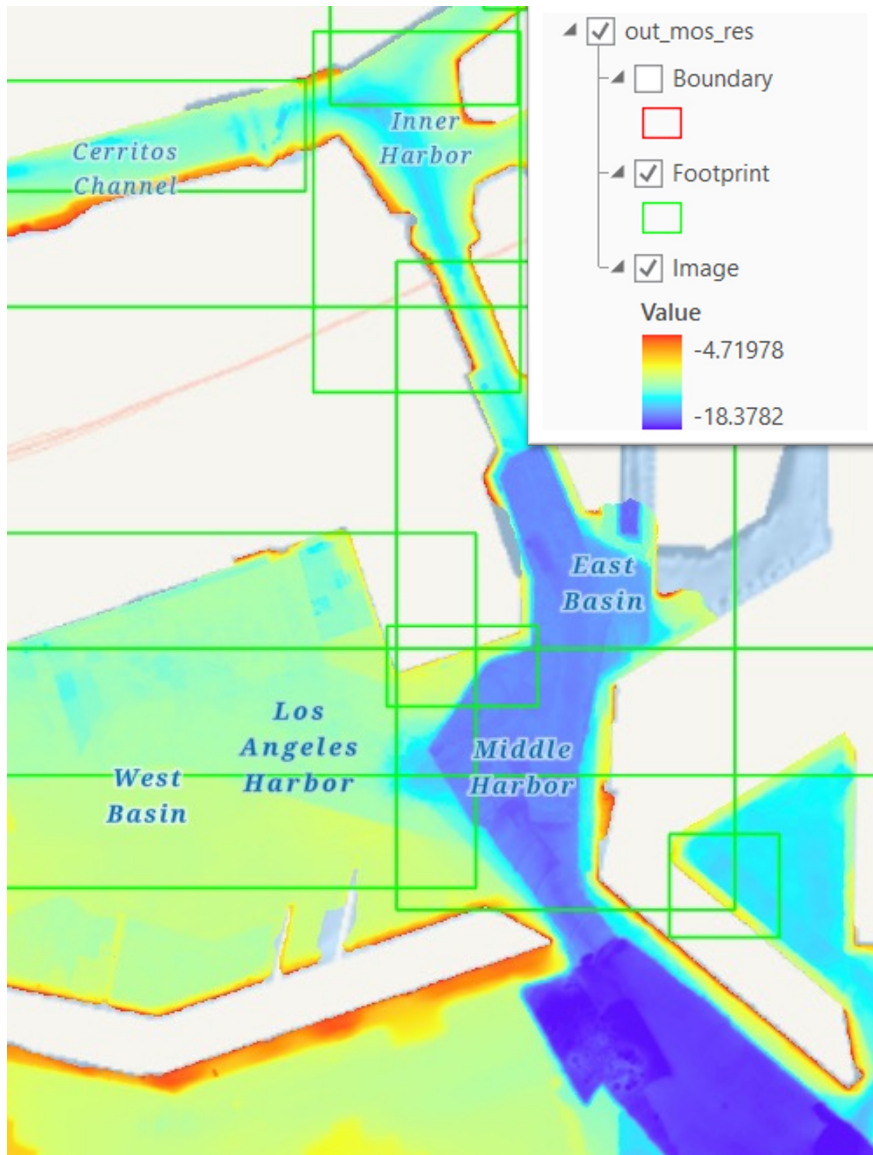 out_mos_res
Boundary
Footprint
Image
Value
-4.71978
-18.3782
Inner
Harbor
Cerritos
Channel
East
Basin
Los
Angeles
Harbor
West
Basin
Middle
Harbor